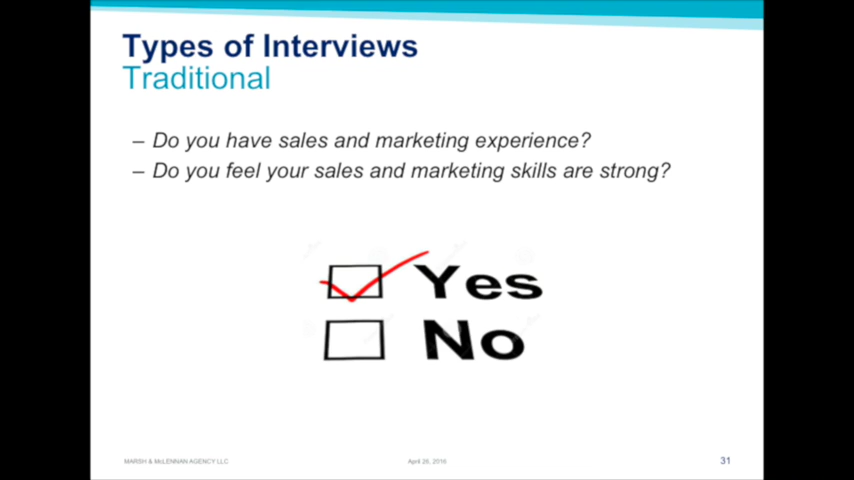 Types of Interviews
Traditional
– Do you have sales and marketing experience?
– Do you feel your sales and marketing skills are strong?
Yes
No
MARSH & McLENNAN AGENCY LLC
April 28, 2016
31